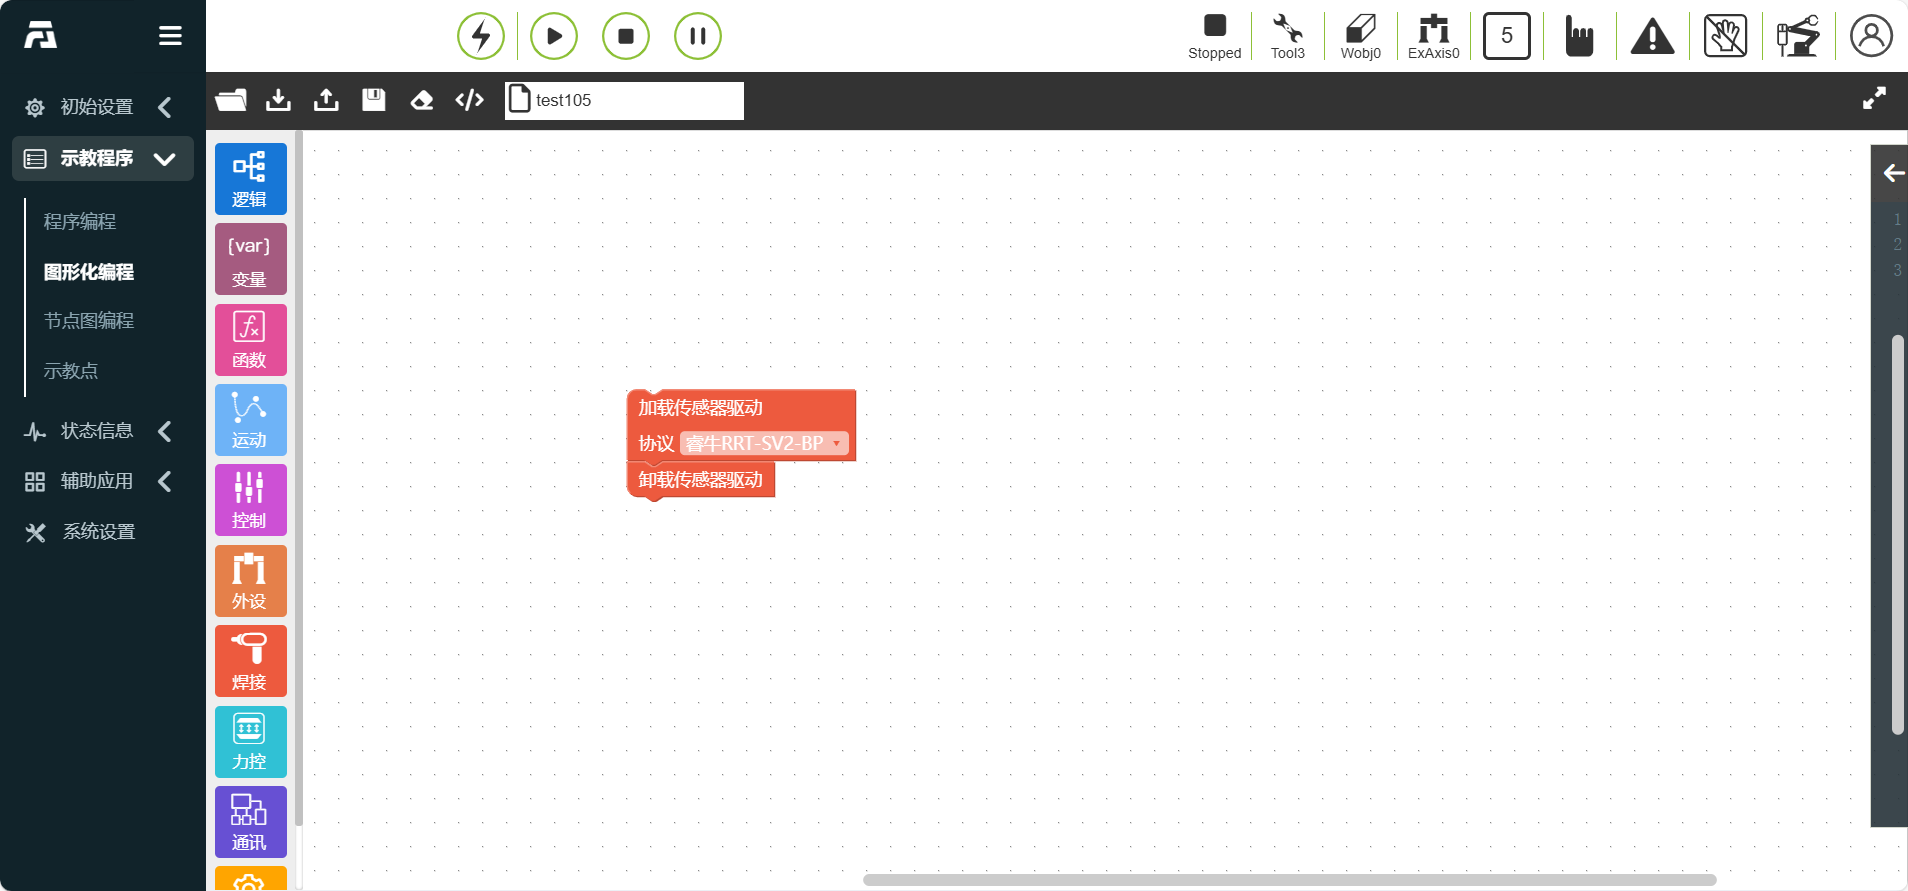 Stopped
Tool3
Wobj0
ExAxis0
5
test105
初始设置
示教程序
程序编程
图形化编程
节点图编程
示教点
状态信息
辅助应用
系统设置
逻辑
{var}
变量
fx
函数
运动
控制
外设
焊接
力控
通讯
加载传感器驱动
协议 睿牛RRT-SV2-BP
卸载传感器驱动
1
2
3